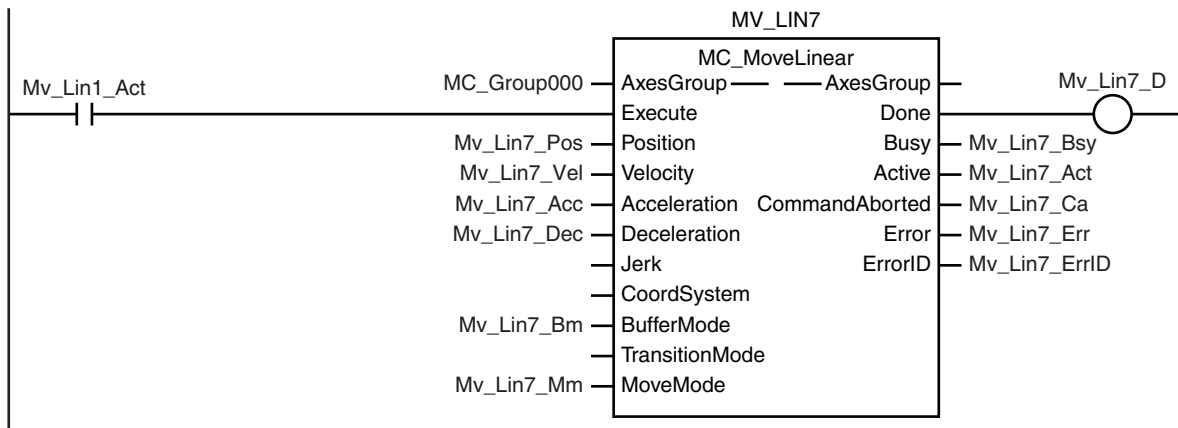 MV_LIN7
MC_MoveLinear
MC_Group000 AxesGroup AxesGroup Mv_Lin7_D
Mv_Lin1_Act
Execute Done
Mv_Lin7_Pos Position Busy Mv_Lin7_Bsy
Mv_Lin7_Vel Velocity Active Mv_Lin7_Act
Mv_Lin7_Acc Acceleration CommandAborted Mv_Lin7_Ca
Mv_Lin7_Dec Deceleration Error Mv_Lin7_Err
Jerk ErrorID Mv_Lin7_ErrID
CoordSystem
Mv_Lin7_Bm BufferMode
TransitionMode
Mv_Lin7_Mm MoveMode